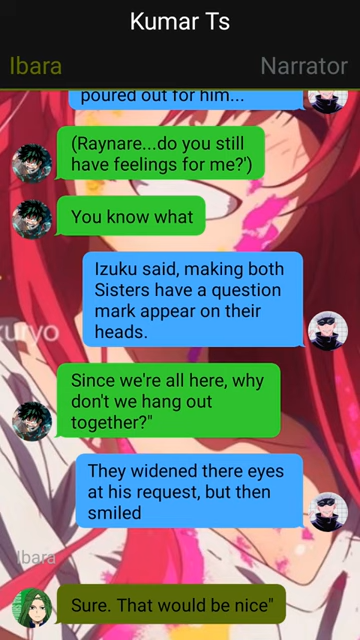 Kumar Ts
Ibara
Narrator
poured out for him...
(Raynare...do you still
have feelings for me?')
You know what
Izuku said, making both
Sisters have a question
mark appear on their
heads.
kuryo
Since we're all here, why
don't we hang out
together?"
They widened there eyes
at his request, but then
smiled
Ibara
Sure. That would be nice"